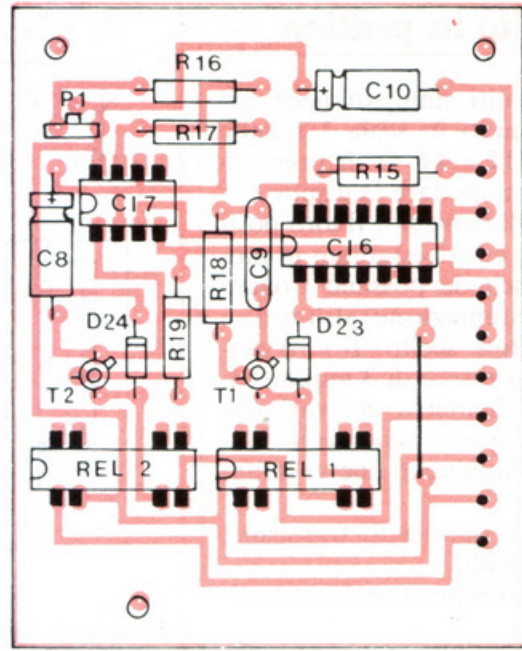 R16
C10
P1
R17
R15
CI7
CI6
C8
R18
C9
R19
D24
D23
T2
T1
REL 2
REL 1